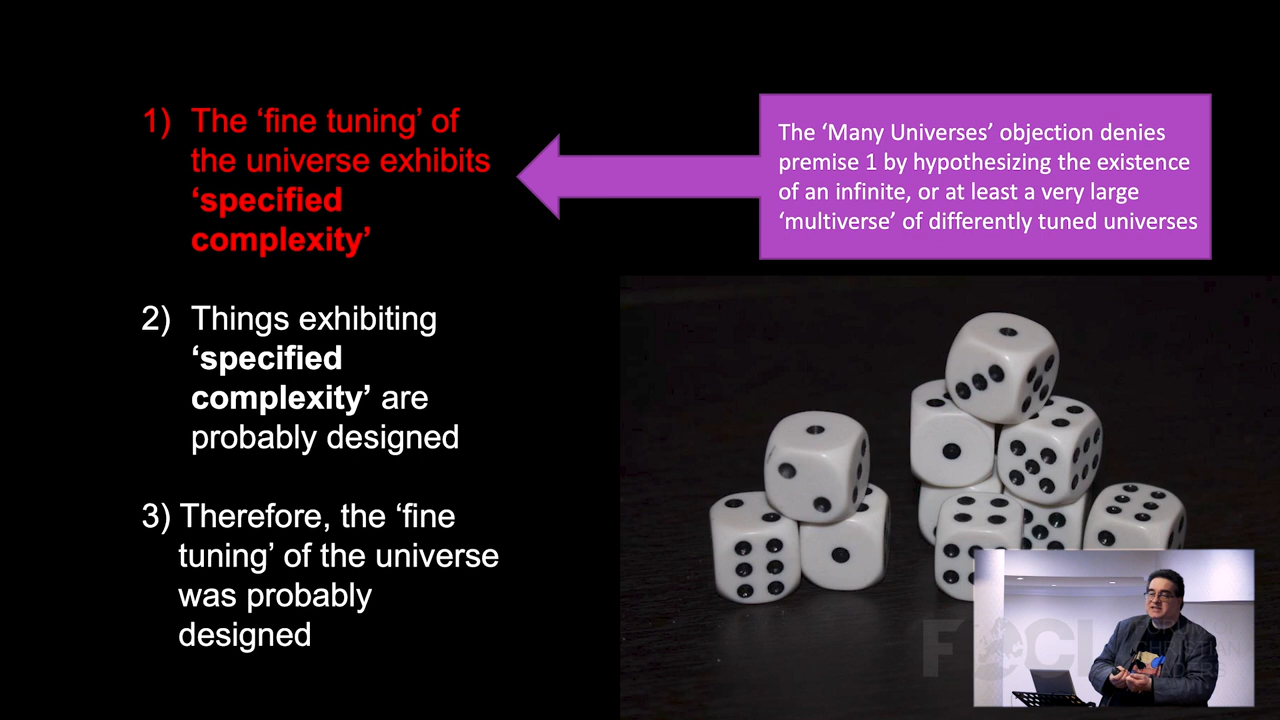 1) The ‘fine tuning’ of
the universe exhibits
‘specified
complexity’
The ‘Many Universes’ objection denies
premise 1 by hypothesizing the existence
of an infinite, or at least a very large
‘multiverse’ of differently tuned universes
2) Things exhibiting
‘specified
complexity’ are
probably designed
3) Therefore, the ‘fine
tuning’ of the universe
was probably
designed
FOCL
CHRISTIAN